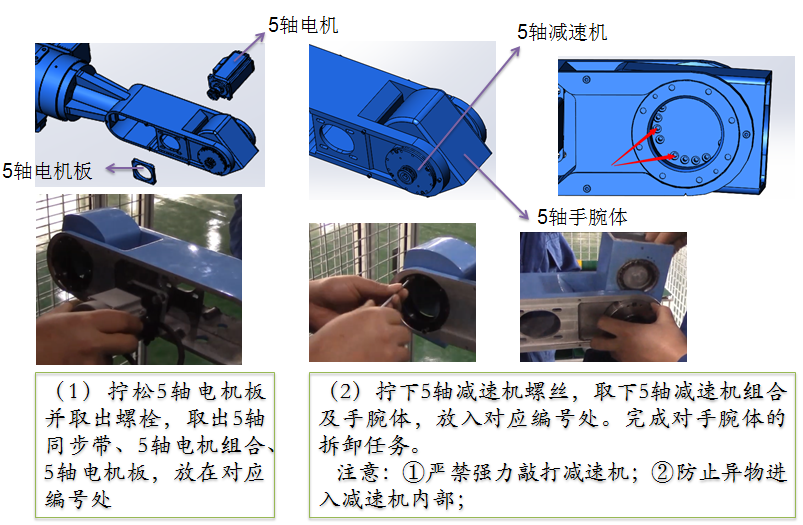 5轴电机
5轴减速机
5轴电机板
5轴手腕体
（1）拧松5轴电机板
并取出螺栓，取出5轴
同步带、5轴电机组合、
5轴电机板，放在对应
编号处
（2）拧下5轴减速机螺丝，取下5轴减速机组合
及手腕体，放入对应编号处。完成对手腕体的
拆卸任务。
注意：①严禁强力敲打减速机；②防止异物进
入减速机内部；